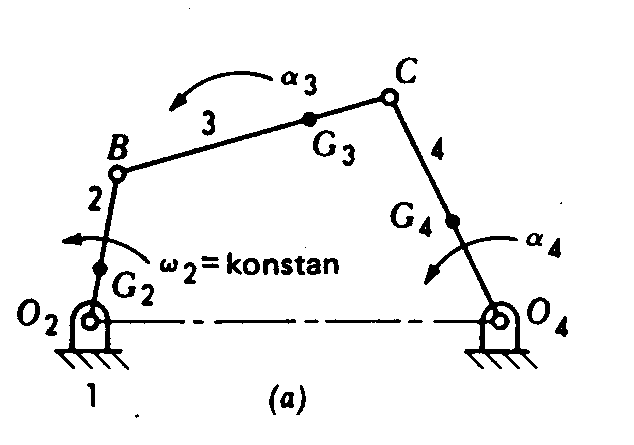 α3
C
3
B
G3
4
2
G4
α4
ω2 = konstan
G2
O2
O4
1
(a)